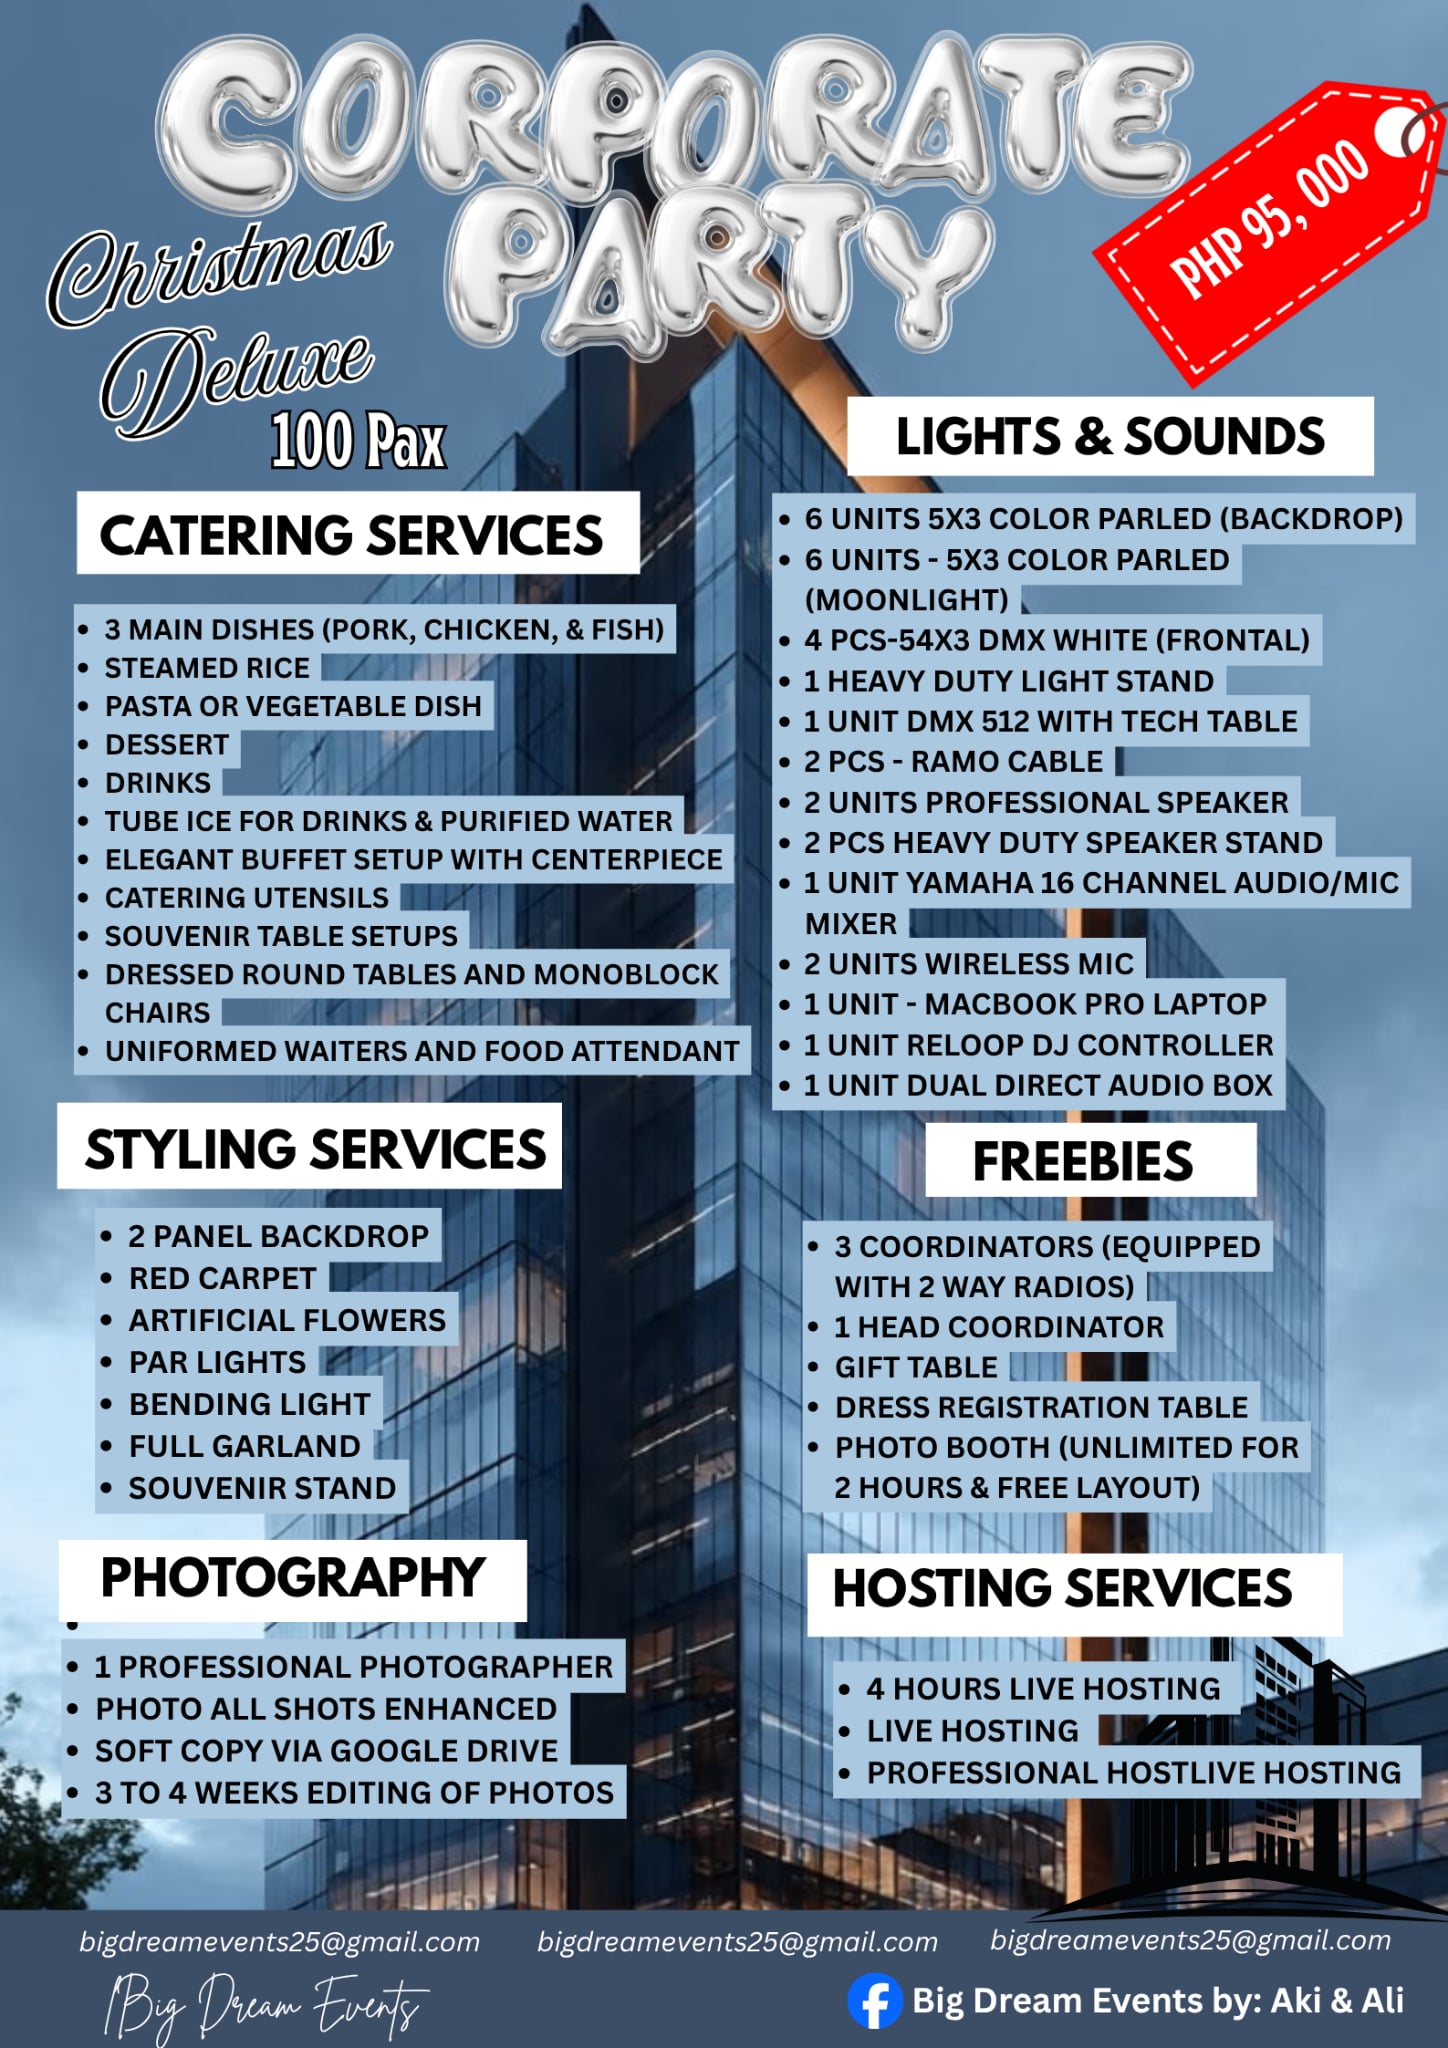 CORPORATE
PARTY
PHP 95, 000
Christmas
Deluxe
100 Pax
CATERING SERVICES
• 3 MAIN DISHES (PORK, CHICKEN, & FISH)
• STEAMED RICE
• PASTA OR VEGETABLE DISH
• DESSERT
• DRINKS
• TUBE ICE FOR DRINKS & PURIFIED WATER
• ELEGANT BUFFET SETUP WITH CENTERPIECE
• CATERING UTENSILS
• SOUVENIR TABLE SETUPS
• DRESSED ROUND TABLES AND MONOBLOCK
CHAIRS
• UNIFORMED WAITERS AND FOOD ATTENDANT
STYLING SERVICES
• 2 PANEL BACKDROP
• RED CARPET
• ARTIFICIAL FLOWERS
• PAR LIGHTS
• BENDING LIGHT
• FULL GARLAND
• SOUVENIR STAND
PHOTOGRAPHY
•
• 1 PROFESSIONAL PHOTOGRAPHER
• PHOTO ALL SHOTS ENHANCED
• SOFT COPY VIA GOOGLE DRIVE
• 3 TO 4 WEEKS EDITING OF PHOTOS
LIGHTS & SOUNDS
• 6 UNITS 5X3 COLOR PARLED (BACKDROP)
• 6 UNITS - 5X3 COLOR PARLED
(MOONLIGHT)
• 4 PCS-54X3 DMX WHITE (FRONTAL)
• 1 HEAVY DUTY LIGHT STAND
• 1 UNIT DMX 512 WITH TECH TABLE
• 2 PCS - RAMO CABLE
• 2 UNITS PROFESSIONAL SPEAKER
• 2 PCS HEAVY DUTY SPEAKER STAND
• 1 UNIT YAMAHA 16 CHANNEL AUDIO/MIC
MIXER
• 2 UNITS WIRELESS MIC
• 1 UNIT - MACBOOK PRO LAPTOP
• 1 UNIT RELOOP DJ CONTROLLER
• 1 UNIT DUAL DIRECT AUDIO BOX
FREEBIES
• 3 COORDINATORS (EQUIPPED
WITH 2 WAY RADIOS)
• 1 HEAD COORDINATOR
• GIFT TABLE
• DRESS REGISTRATION TABLE
• PHOTO BOOTH (UNLIMITED FOR
2 HOURS & FREE LAYOUT)
HOSTING SERVICES
• 4 HOURS LIVE HOSTING
• LIVE HOSTING
• PROFESSIONAL HOSTLIVE HOSTING
bigdreamevents25@gmail.com bigdreamevents25@gmail.com bigdreamevents25@gmail.com
Big Dream Events
f Big Dream Events by: Aki & Ali